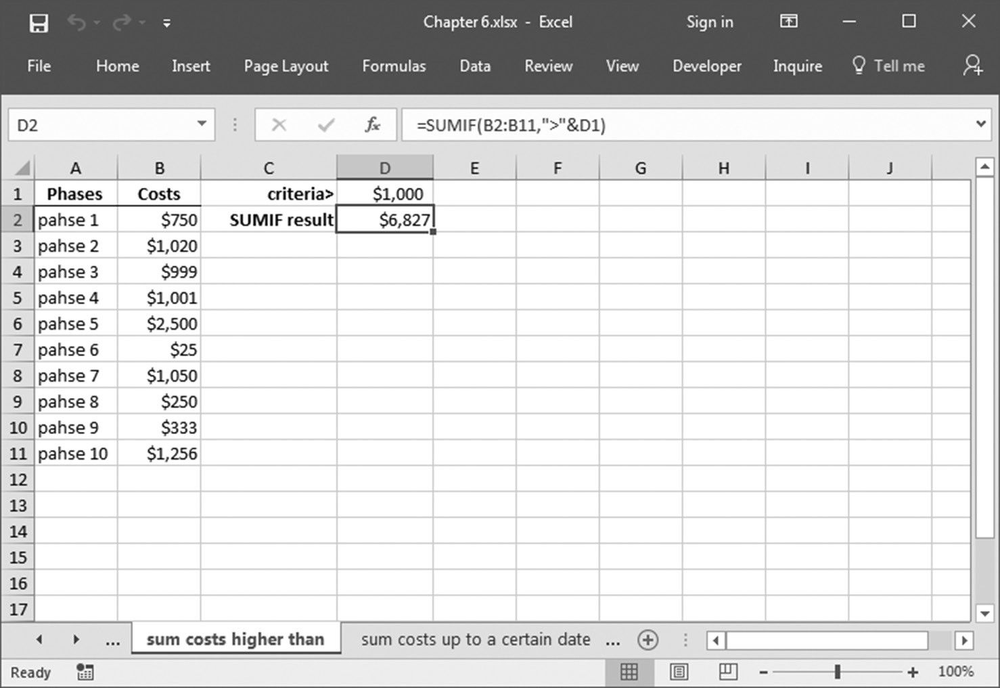 Chapter 6.xlsx - Excel Sign in
File Home Insert Page Layout Formulas Data Review View Developer Inquire Tell me
D2 fx =SUMIF(B2:B11,">"&D1)
A B C D E F G H I J
1 Phases Costs criteria> $1,000
2 pahse 1 $750 SUMIF result $6,827
3 pahse 2 $1,020
4 pahse 3 $999
5 pahse 4 $1,001
6 pahse 5 $2,500
7 pahse 6 $25
8 pahse 7 $1,050
9 pahse 8 $250
10 pahse 9 $333
11 pahse 10 $1,256
12
13
14
15
16
17
... sum costs higher than sum costs up to a certain date ...
Ready 100%